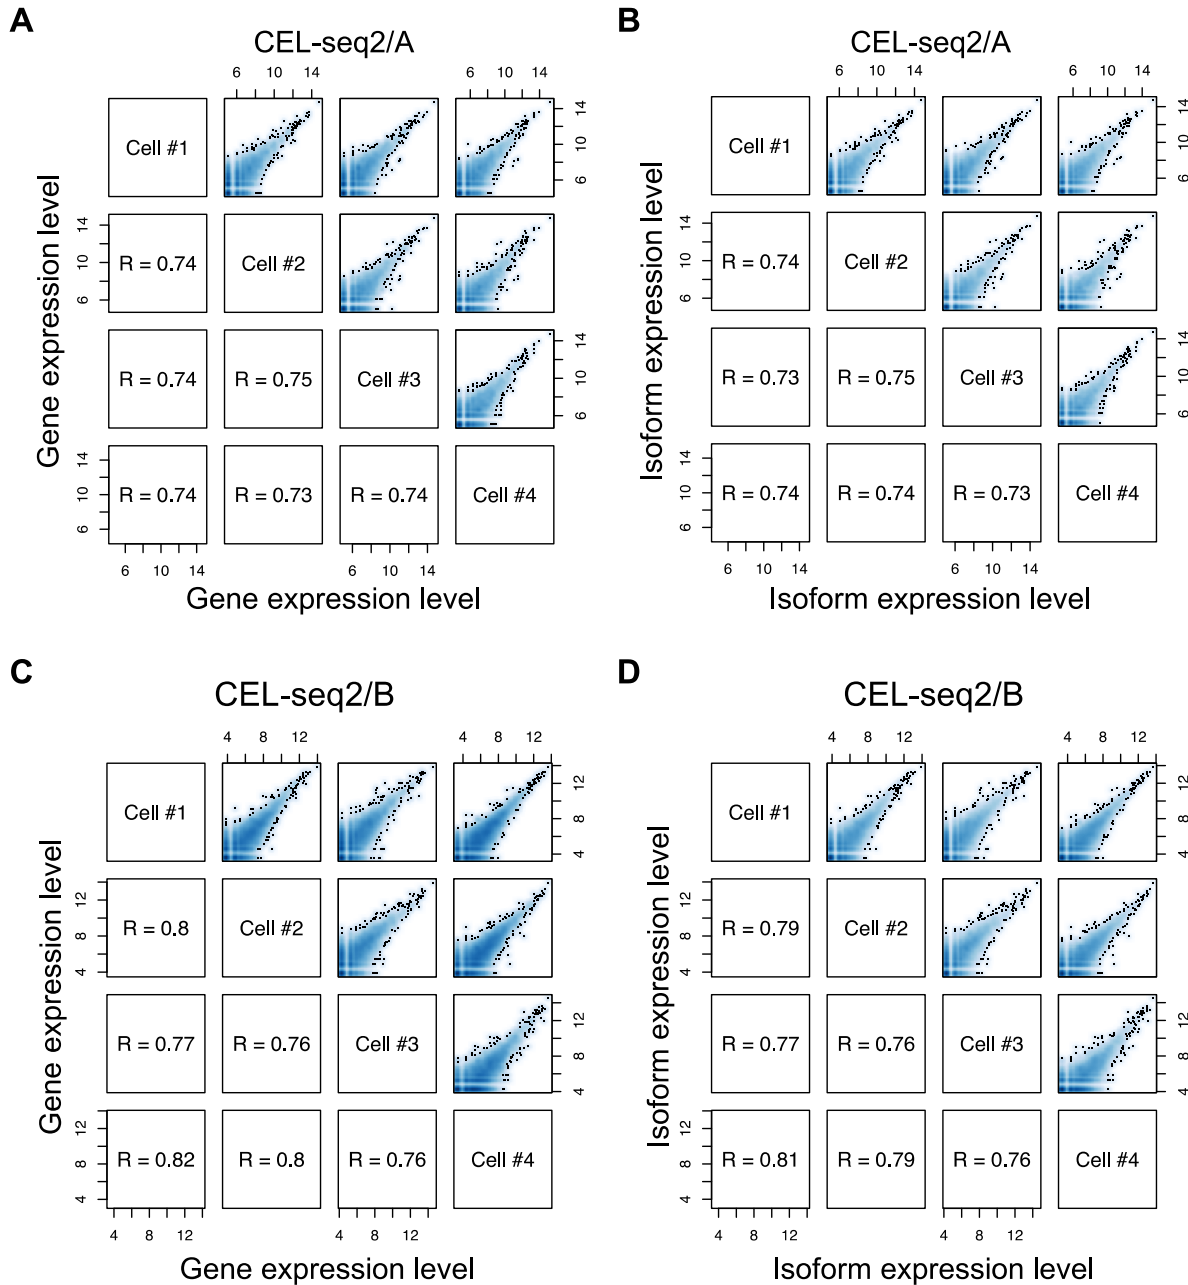 A
B
CEL-seq2/A
CEL-seq2/A
6 10 14
6 10 14
Cell #1
6 10 14
Cell #1
6 10 14
6 10 14
R = 0.74
Cell #2
6 10 14
R = 0.74
Cell #2
R = 0.74
R = 0.75
Cell #3
6 10 14
R = 0.73
R = 0.75
Cell #3
6 10 14
6 10 14
R = 0.74
R = 0.73
R = 0.74
Cell #4
6 10 14
R = 0.74
R = 0.74
R = 0.73
Cell #4
6 10 14
6 10 14
6 10 14
6 10 14
Gene expression level
Gene expression level
Isoform expression level
Isoform expression level
C
D
CEL-seq2/B
CEL-seq2/B
4 8 12
4 8 12
4 8 12
4 8 12
Cell #1
4 8 12
Cell #1
4 8 12
4 8 12
R = 0.8
Cell #2
4 8 12
R = 0.79
Cell #2
R = 0.77
R = 0.76
Cell #3
4 8 12
R = 0.77
R = 0.76
Cell #3
4 8 12
4 8 12
R = 0.82
R = 0.8
R = 0.76
Cell #4
4 8 12
R = 0.81
R = 0.79
R = 0.76
Cell #4
4 8 12
4 8 12
4 8 12
4 8 12
Gene expression level
Gene expression level
Isoform expression level
Isoform expression level